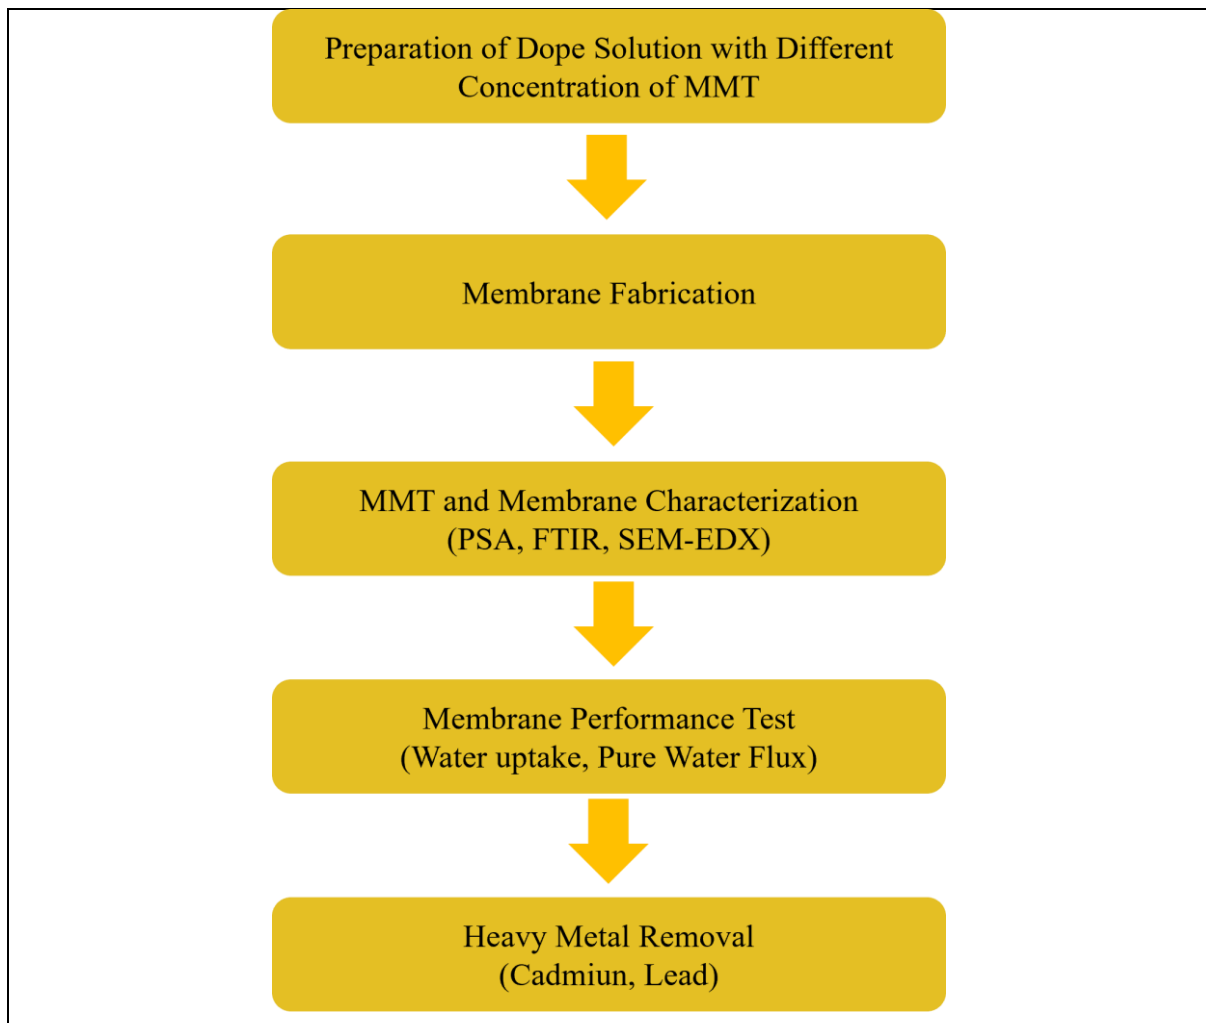 Preparation of Dope Solution with Different
Concentration of MMT
Membrane Fabrication
MMT and Membrane Characterization
(PSA, FTIR, SEM-EDX)
Membrane Performance Test
(Water uptake, Pure Water Flux)
Heavy Metal Removal
(Cadmiun, Lead)